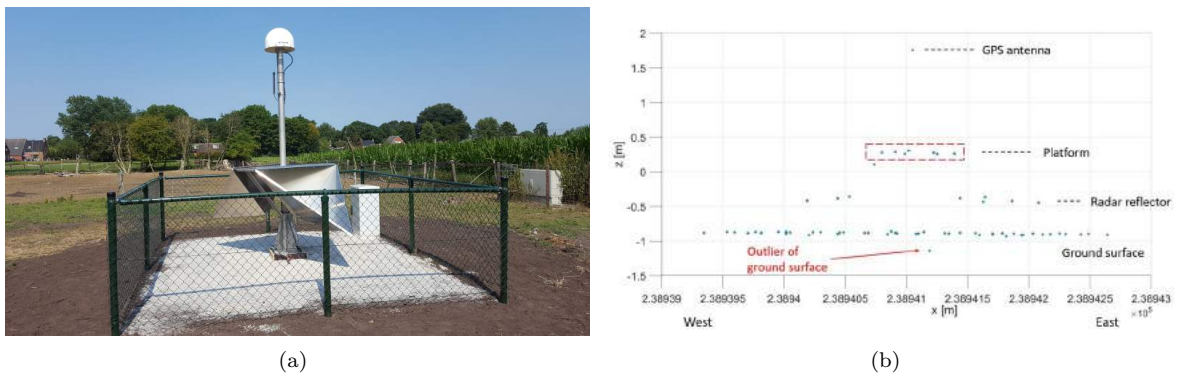 2
1.5
GPS antenna
1
0.5
z [m]
Platform
0
-0.5
Radar reflector
-1
Outlier of
ground surface
Ground surface
-1.5
2.38939 2.389395 2.3894 2.389405 2.38941 2.389415 2.38942 2.389425 2.38943
x [m]
×10⁵
West
East
(a)
(b)